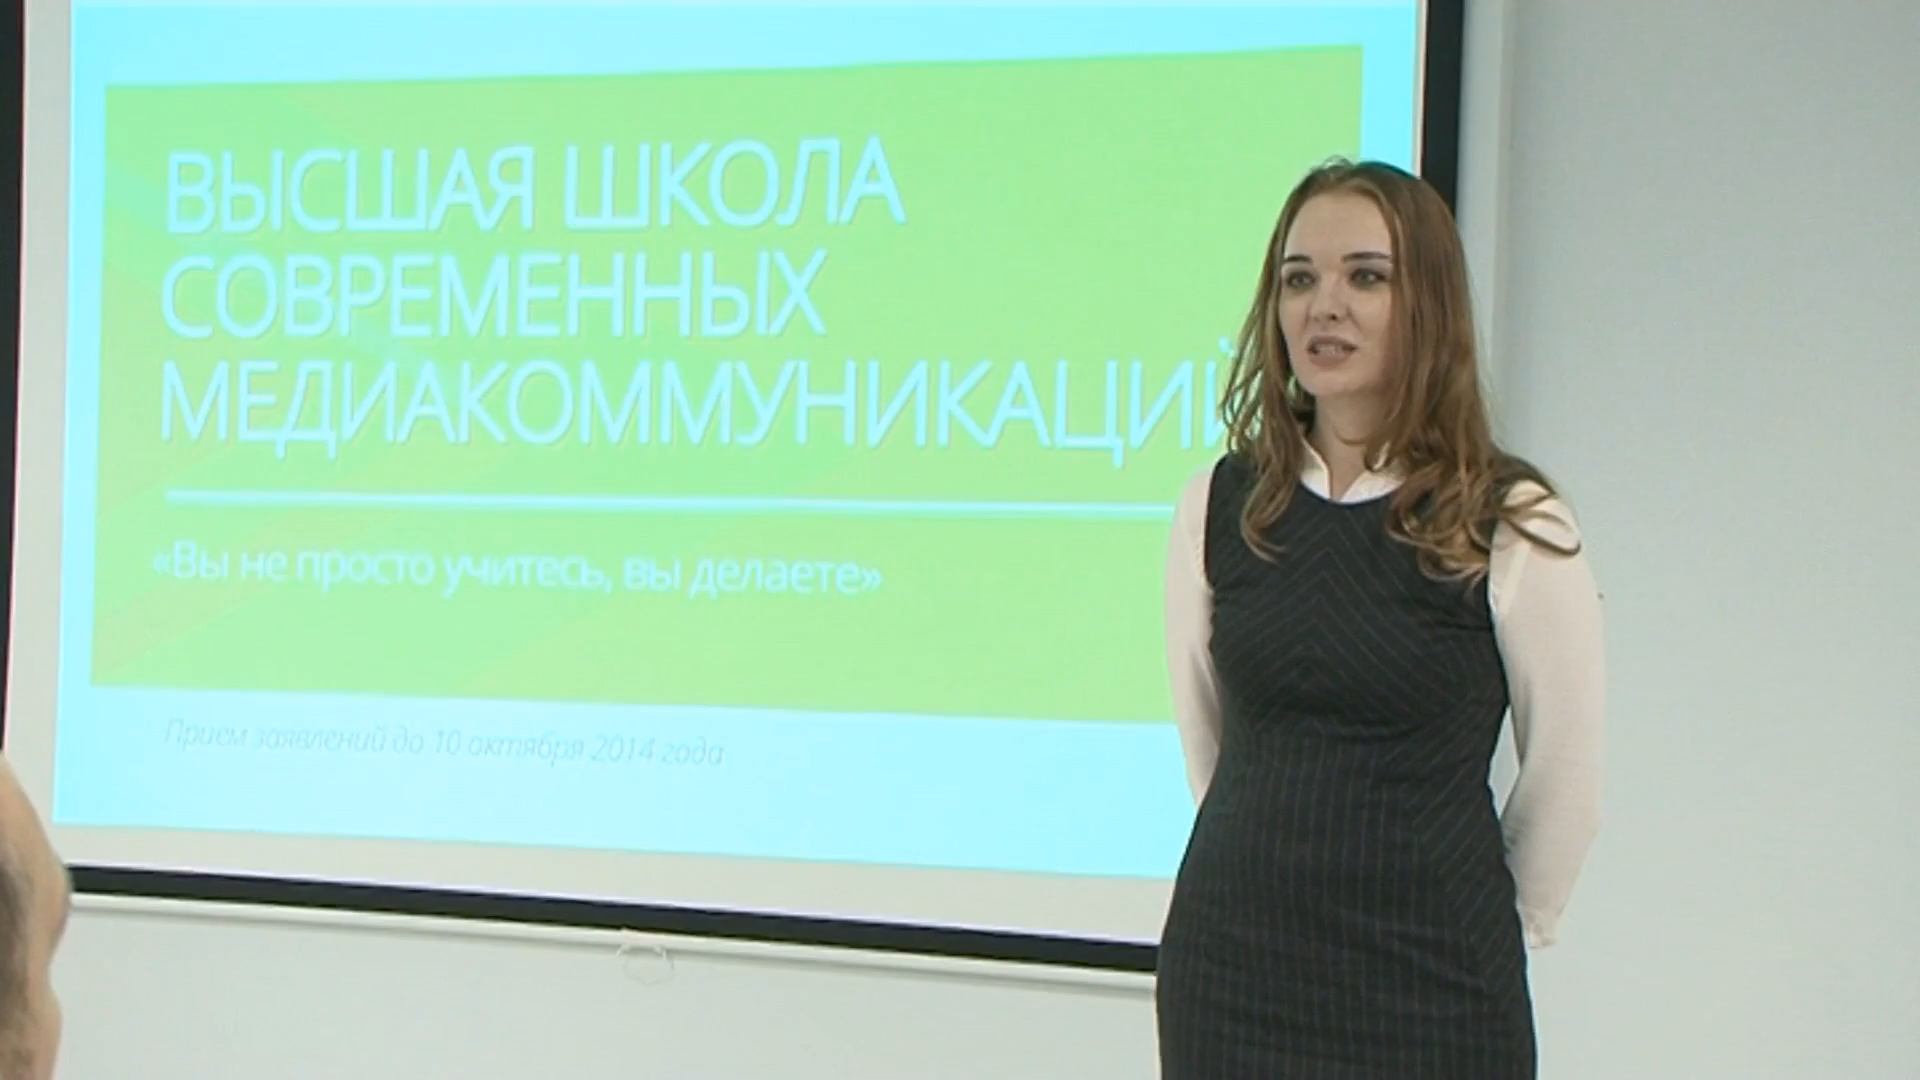 ВЫСШАЯ ШКОЛА
СОВРЕМЕННЫХ
МЕДИАКОММУНИКАЦИЙ
«Вы не просто учитесь, вы делаете»
Прием заявлений до 10 октября 2014 года